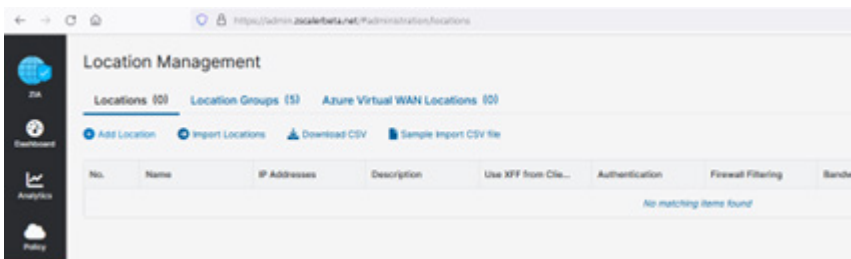 https://admin.zscalerbeta.net/#administration/locations
Location Management
ZIA
Locations (0) Location Groups (5) Azure Virtual WAN Locations (0)
Dashboard
Add Location Import Locations Download CSV Sample Import CSV file
No. Name IP Addresses Description Use XFF from Clie... Authentication Firewall Filtering Bandw
Analytics
No matching items found
Policy